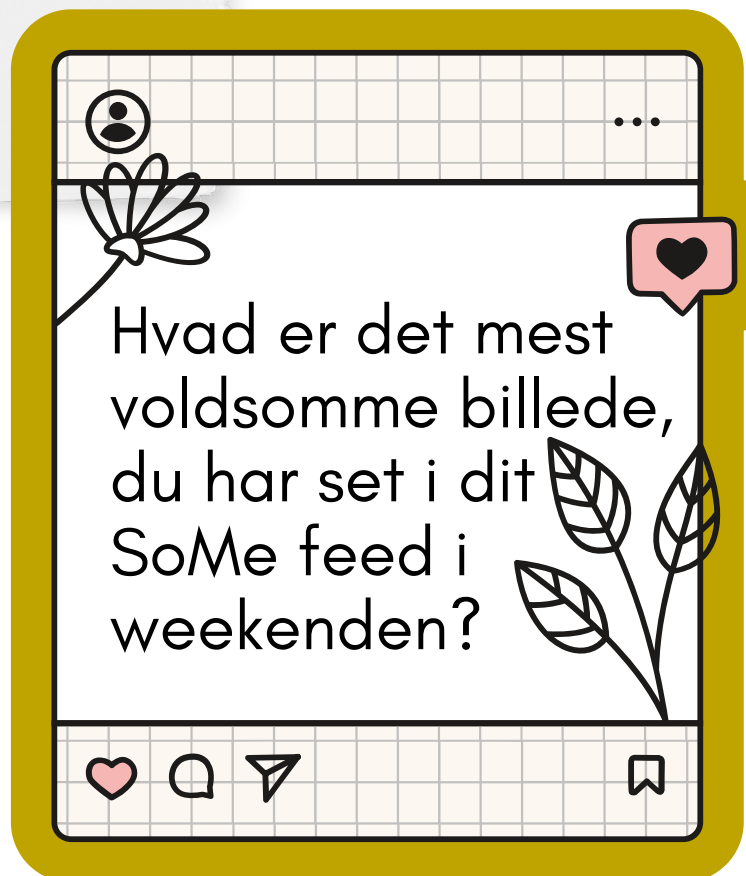 Hvad er det mest
voldsomme billede,
du har set i dit
SoMe feed i
weekenden?